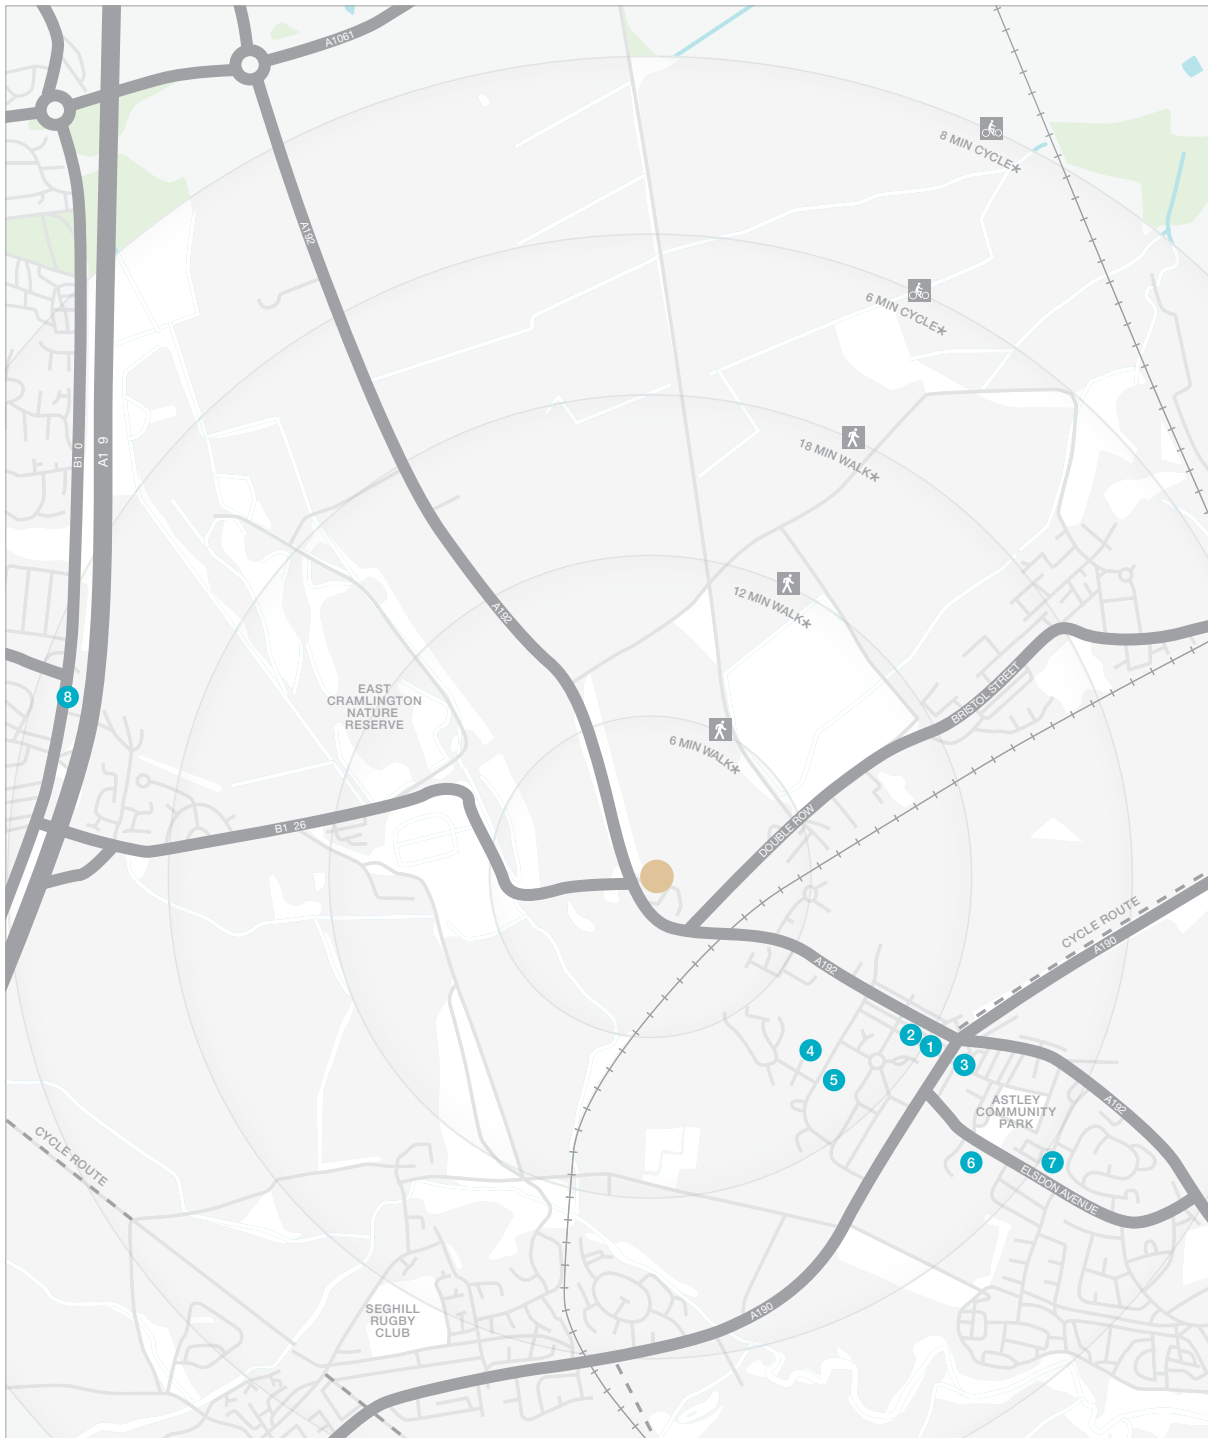 A1061
8 MIN CYCLE*
A192
6 MIN CYCLE*
B1 0
A1 9
18 MIN WALK*
12 MIN WALK*
A192
8
EAST
CRAMLINGTON
NATURE
RESERVE
BRISTOL STREET
6 MIN WALK*
B1 26
DOUBLE ROW
CYCLE ROUTE
A190
A192
2
1
4
3
5
ASTLEY
COMMUNITY
PARK
A192
CYCLE ROUTE
6
7
ELSDON AVENUE
SEGHILL
RUGBY
CLUB
A190